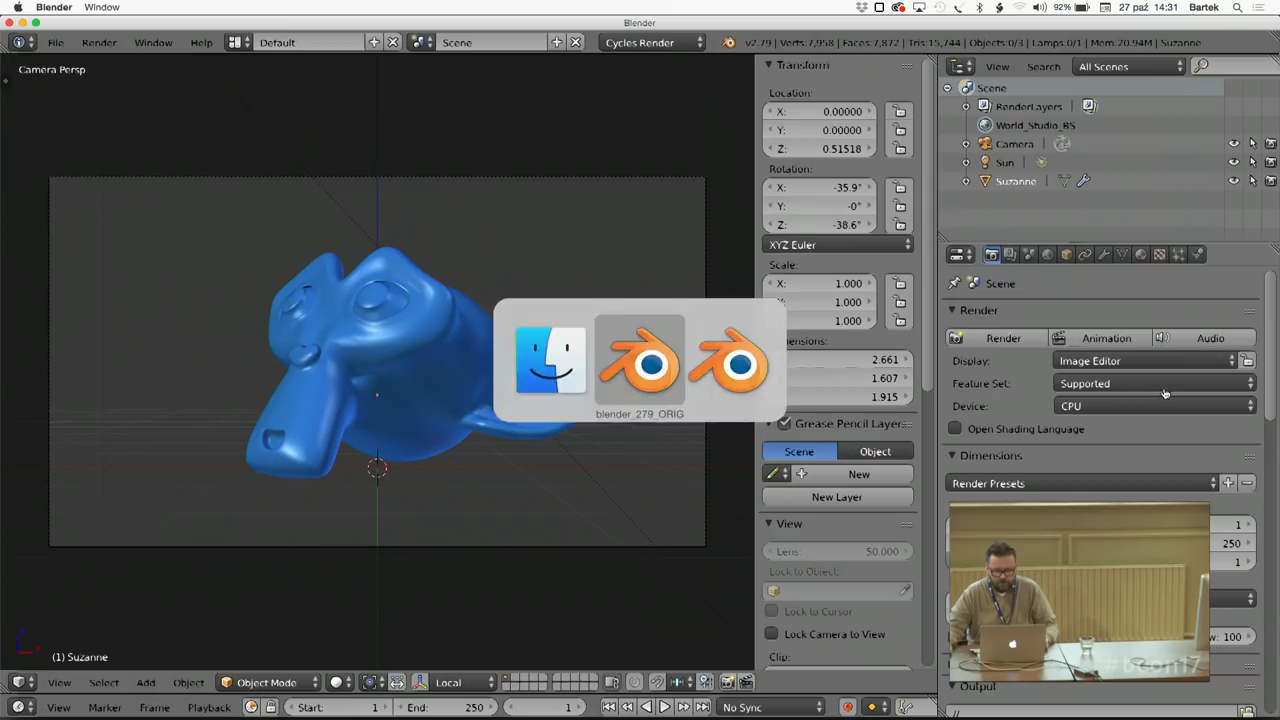 Blender Window 92% 27 paź 14:31 Bartek
Blender
File Render Window Help Default Scene Cycles Render v2.79 | Verts:7,958 | Faces:7,872 | Tris:15,744 | Objects:0/3 | Lamps:0/1 | Mem:20.94M | Suzanne
Camera Persp
(1) Suzanne
blender_279_ORIG
Transform
Location:
X: 0.00000
Y: 0.00000
Z: 0.51518
Rotation:
X: -35.9°
Y: -0°
Z: -38.6°
XYZ Euler
Scale:
X: 1.000
Y: 1.000
1.000
Dimensions:
2.661
1.607
1.915
Grease Pencil Layer
Scene Object
New
New Layer
View
Lens: 50.000
Lock to Object:
Lock to Cursor
Lock Camera to View
Clip:
View Search All Scenes
Scene
RenderLayers
World_Studio_BS
Camera
Sun
Suzanne
Scene
Render
Render Animation Audio
Display: Image Editor
Feature Set: Supported
Device: CPU
Open Shading Language
Dimensions
Render Presets
1
250
1
w: 100
Output
//
View Select Add Object Object Mode Local
View Marker Frame Playback Start: 1 End: 250 1 No Sync